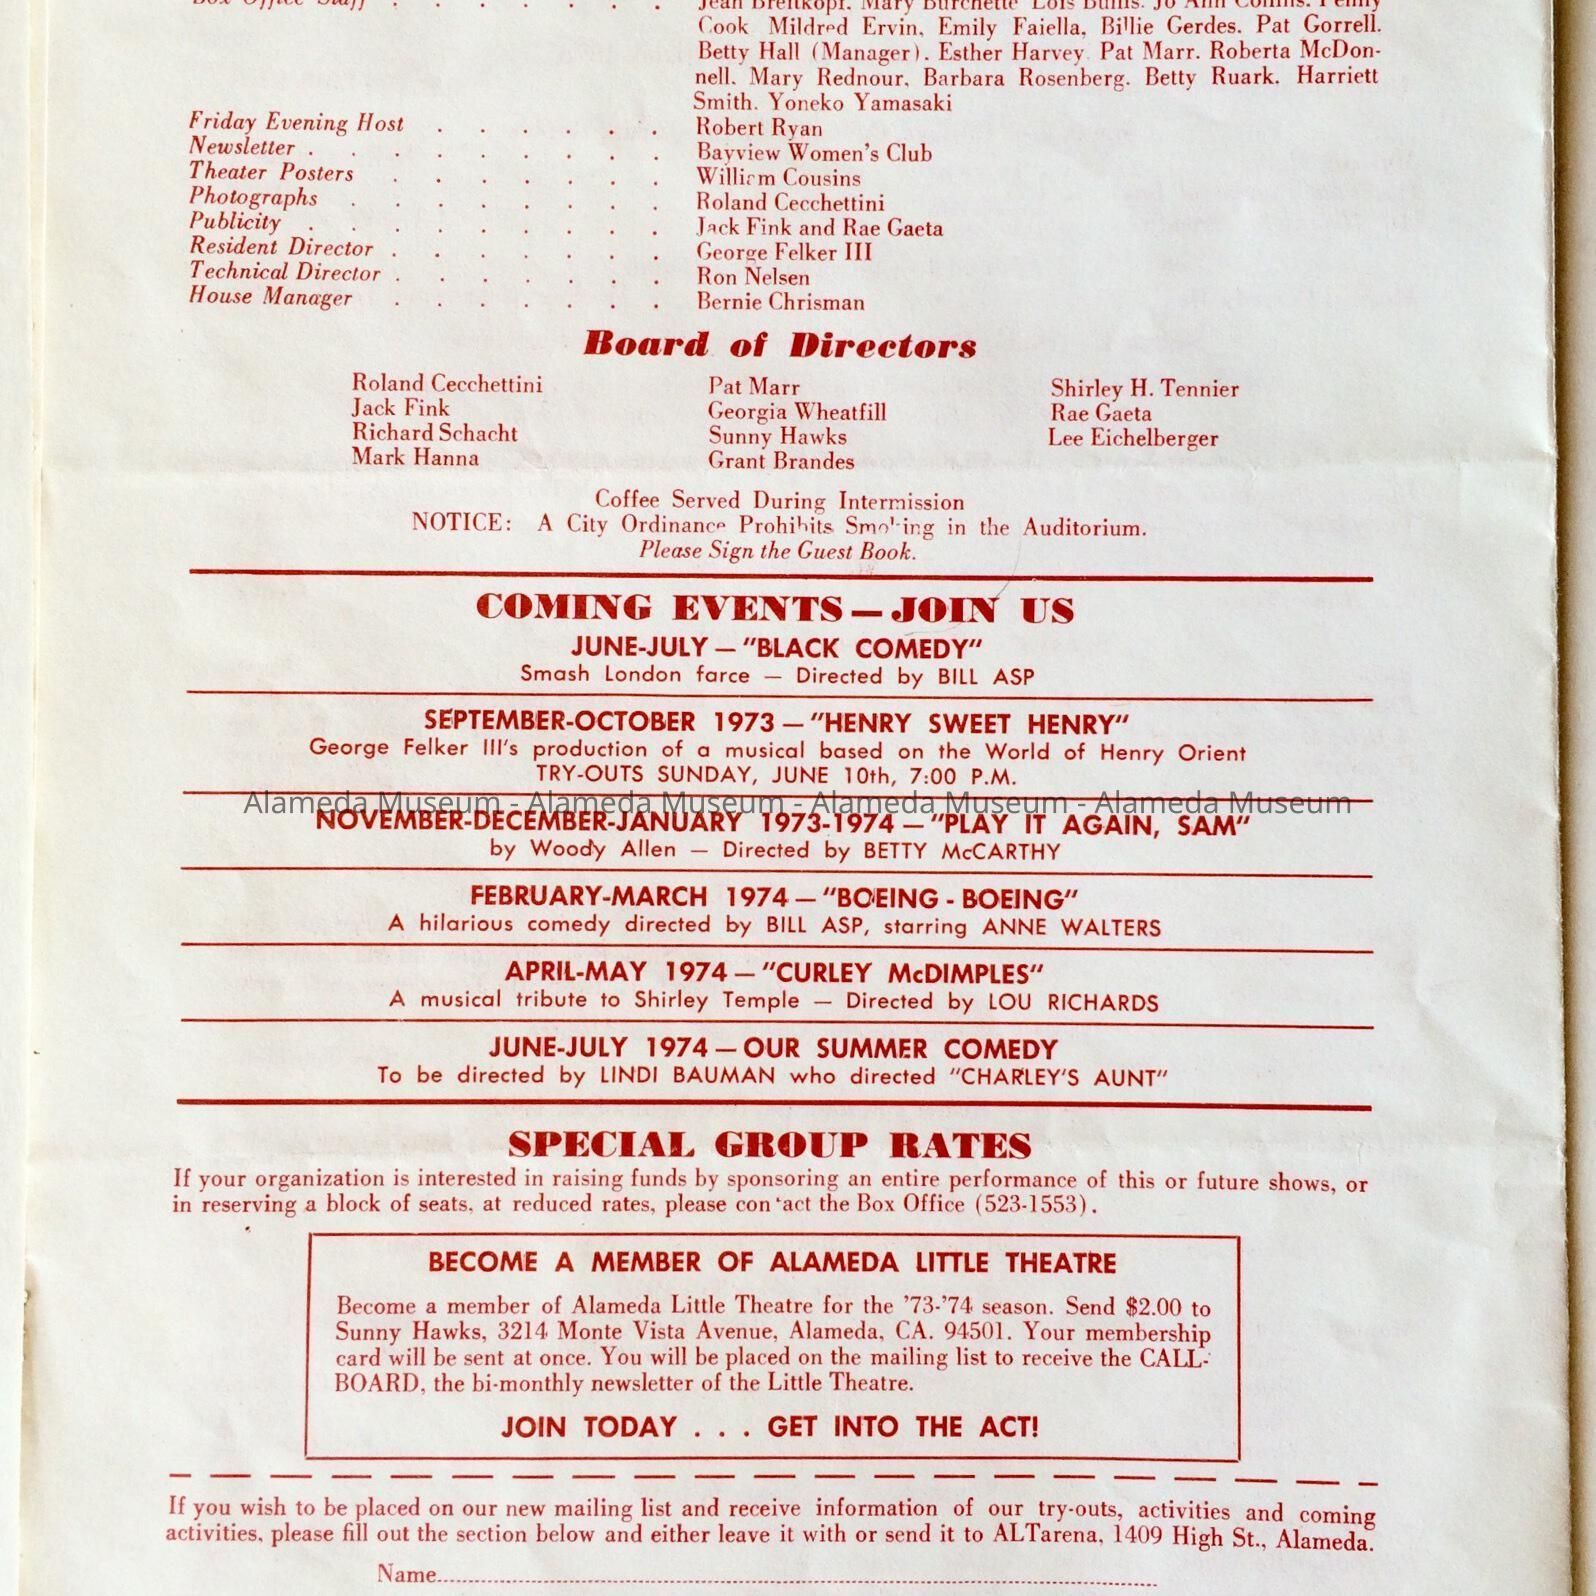 Box Office Staff . . . . . . . Jean Breitkopf. Mary Burchette Lois Bullis. Jo Ann Collins. Penny
Cook Mildred Ervin, Emily Faiella, Billie Gerdes. Pat Gorrell.
Betty Hall (Manager). Esther Harvey. Pat Marr. Roberta McDon-
nell. Mary Rednour, Barbara Rosenberg. Betty Ruark. Harriett
Smith. Yoneko Yamasaki
Friday Evening Host . . . . . . Robert Ryan
Newsletter . . . . . . . . . Bayview Women's Club
Theater Posters . . . . . . . William Cousins
Photographs . . . . . . . . Roland Cecchettini
Publicity . . . . . . . . . Jack Fink and Rae Gaeta
Resident Director . . . . . . . George Felker III
Technical Director . . . . . . . Ron Nelsen
House Manager . . . . . . . Bernie Chrisman
Board of Directors
Roland Cecchettini Pat Marr Shirley H. Tennier
Jack Fink Georgia Wheatfill Rae Gaeta
Richard Schacht Sunny Hawks Lee Eichelberger
Mark Hanna Grant Brandes
Coffee Served During Intermission
NOTICE: A City Ordinance Prohibits Smoking in the Auditorium.
Please Sign the Guest Book.
COMING EVENTS — JOIN US
JUNE-JULY — "BLACK COMEDY"
Smash London farce — Directed by BILL ASP
SEPTEMBER-OCTOBER 1973 — "HENRY SWEET HENRY"
George Felker III's production of a musical based on the World of Henry Orient
TRY-OUTS SUNDAY, JUNE 10th, 7:00 P.M.
Alameda Museum - Alameda Museum - Alameda Museum - Alameda Museum
NOVEMBER-DECEMBER-JANUARY 1973-1974 — "PLAY IT AGAIN, SAM"
by Woody Allen — Directed by BETTY McCARTHY
FEBRUARY-MARCH 1974 — "BOEING - BOEING"
A hilarious comedy directed by BILL ASP, starring ANNE WALTERS
APRIL-MAY 1974 — "CURLEY McDIMPLES"
A musical tribute to Shirley Temple — Directed by LOU RICHARDS
JUNE-JULY 1974 — OUR SUMMER COMEDY
To be directed by LINDI BAUMAN who directed "CHARLEY'S AUNT"
SPECIAL GROUP RATES
If your organization is interested in raising funds by sponsoring an entire performance of this or future shows, or
in reserving a block of seats, at reduced rates, please contact the Box Office (523-1553).
BECOME A MEMBER OF ALAMEDA LITTLE THEATRE
Become a member of Alameda Little Theatre for the '73-'74 season. Send $2.00 to
Sunny Hawks, 3214 Monte Vista Avenue, Alameda, CA. 94501. Your membership
card will be sent at once. You will be placed on the mailing list to receive the CALL-
BOARD, the bi-monthly newsletter of the Little Theatre.
JOIN TODAY . . . GET INTO THE ACT!
If you wish to be placed on our new mailing list and receive information of our try-outs, activities and coming
activities, please fill out the section below and either leave it with or send it to ALTarena, 1409 High St., Alameda.
Name